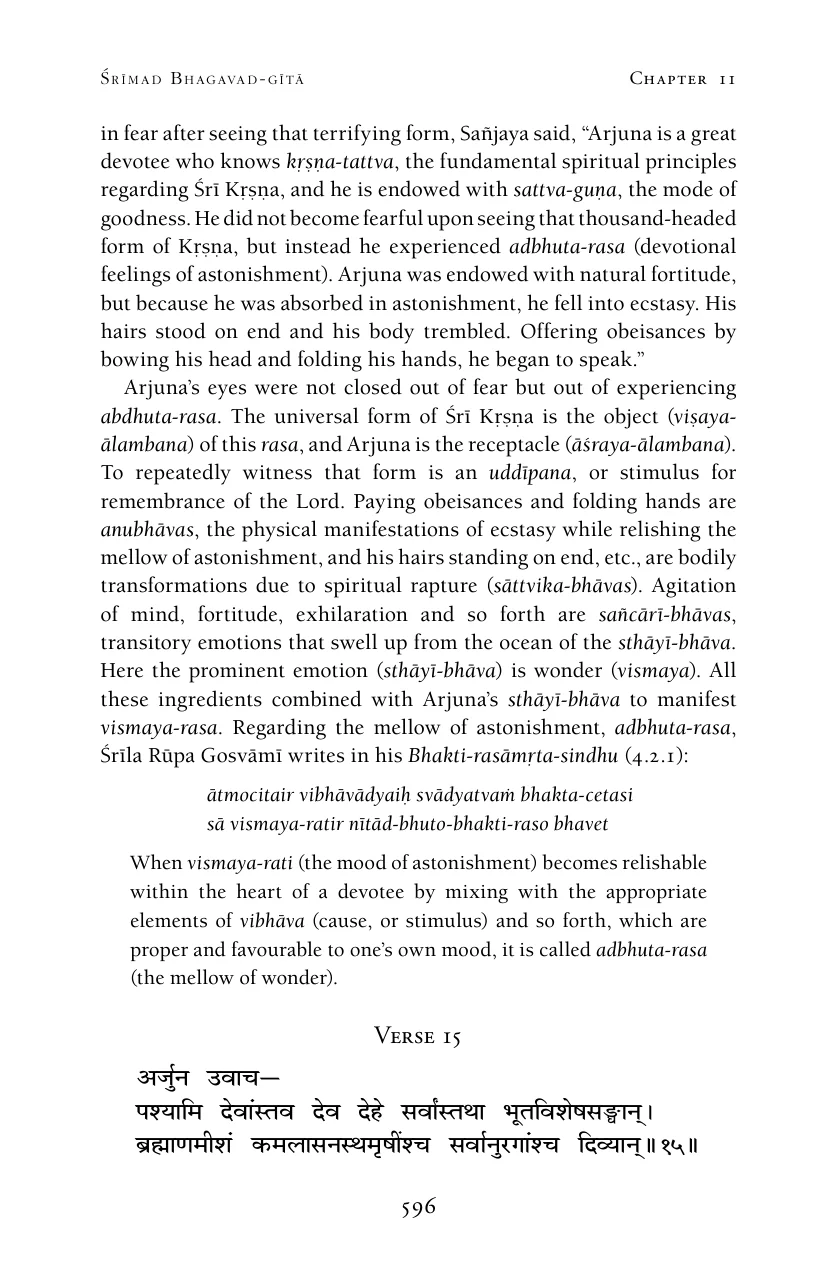 Śrīmad Bhagavad-gītā Chapter 11
in fear after seeing that terrifying form, Sañjaya said, “Arjuna is a great
devotee who knows kṛṣṇa-tattva, the fundamental spiritual principles
regarding Śrī Kṛṣṇa, and he is endowed with sattva-guṇa, the mode of
goodness. He did not become fearful upon seeing that thousand-headed
form of Kṛṣṇa, but instead he experienced adbhuta-rasa (devotional
feelings of astonishment). Arjuna was endowed with natural fortitude,
but because he was absorbed in astonishment, he fell into ecstasy. His
hairs stood on end and his body trembled. Offering obeisances by
bowing his head and folding his hands, he began to speak.”
Arjuna’s eyes were not closed out of fear but out of experiencing
abdhuta-rasa. The universal form of Śrī Kṛṣṇa is the object (viṣaya-
ālambana) of this rasa, and Arjuna is the receptacle (āśraya-ālambana).
To repeatedly witness that form is an uddīpana, or stimulus for
remembrance of the Lord. Paying obeisances and folding hands are
anubhāvas, the physical manifestations of ecstasy while relishing the
mellow of astonishment, and his hairs standing on end, etc., are bodily
transformations due to spiritual rapture (sāttvika-bhāvas). Agitation
of mind, fortitude, exhilaration and so forth are sañcārī-bhāvas,
transitory emotions that swell up from the ocean of the sthāyī-bhāva.
Here the prominent emotion (sthāyī-bhāva) is wonder (vismaya). All
these ingredients combined with Arjuna’s sthāyī-bhāva to manifest
vismaya-rasa. Regarding the mellow of astonishment, adbhuta-rasa,
Śrīla Rūpa Gosvāmī writes in his Bhakti-rasāmṛta-sindhu (4.2.1):
ātmocitair vibhāvādyaiḥ svādyatvaṁ bhakta-cetasi
sā vismaya-ratir nītād-bhuto-bhakti-raso bhavet
When vismaya-rati (the mood of astonishment) becomes relishable
within the heart of a devotee by mixing with the appropriate
elements of vibhāva (cause, or stimulus) and so forth, which are
proper and favourable to one’s own mood, it is called adbhuta-rasa
(the mellow of wonder).
Verse 15
अर्जुन उवाच—
पश्यामि देवांस्तव देव देहे सर्वांस्तथा भूतविशेषसङ्घान्।
ब्रह्माणमीशं कमलासनस्थमृषींश्च सर्वानुरगांश्च दिव्यान्॥१५॥
596